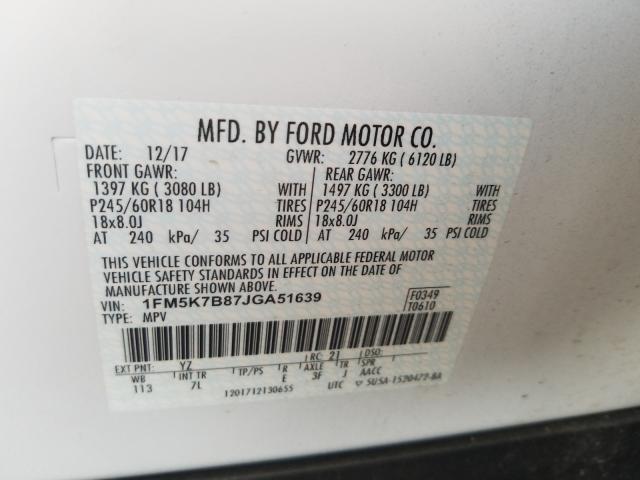 MFD. BY FORD MOTOR CO.
DATE: 12/17 GVWR: 2776 KG ( 6120 LB)
FRONT GAWR: REAR GAWR:
1397 KG ( 3080 LB) WITH 1497 KG ( 3300 LB) WITH
P245/60R18 104H TIRES P245/60R18 104H TIRES
18x8.0J RIMS 18x8.0J RIMS
AT 240 kPa/ 35 PSI COLD AT 240 kPa/ 35 PSI COLD
THIS VEHICLE CONFORMS TO ALL APPLICABLE FEDERAL MOTOR
VEHICLE SAFETY STANDARDS IN EFFECT ON THE DATE OF
MANUFACTURE SHOWN ABOVE.
VIN: 1FM5K7B87JGA51639 F0349
TYPE: MPV T0610
EXT PNT: YZ RC: 21 DSO:
WB INT TR TP/PS R AXLE TR SPR
113 7L E 3F J AACC
1201712130655 UTC 5USA-1520472-BA